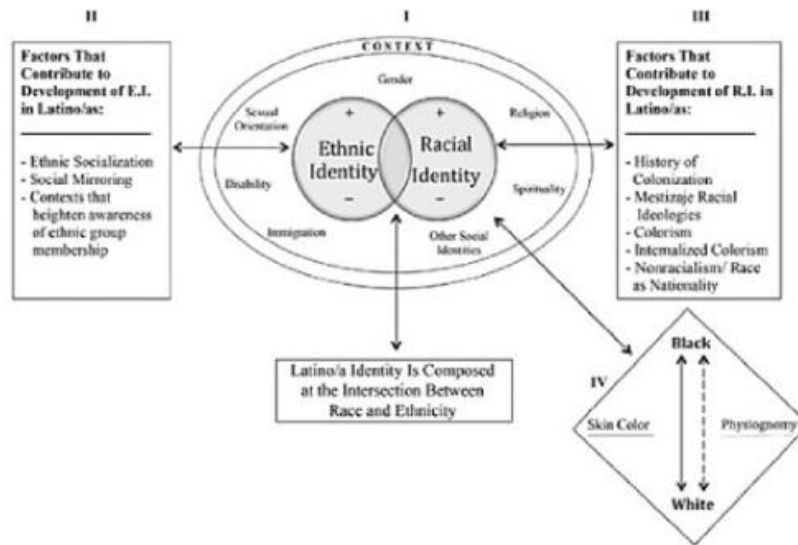 II
I
III
Factors That
Contribute to
Development of E.I.
in Latino/as:
- Ethnic Socialization
- Social Mirroring
- Contexts that
heighten awareness
of ethnic group
membership
CONTEXT
Gender
Sexual
Orientation
Religion
+
+
Ethnic
Identity
Racial
Identity
−
−
Disability
Spirituality
Immigration
Other Social
Identities
Factors That
Contribute to
Development of R.I. in
Latino/as:
- History of
Colonization
- Mestizaje Racial
Ideologies
- Colorism
- Internalized Colorism
- Nonracialism/ Race
as Nationality
Latino/a Identity Is Composed
at the Intersection Between
Race and Ethnicity
IV
Black
Skin Color
Physiognomy
White